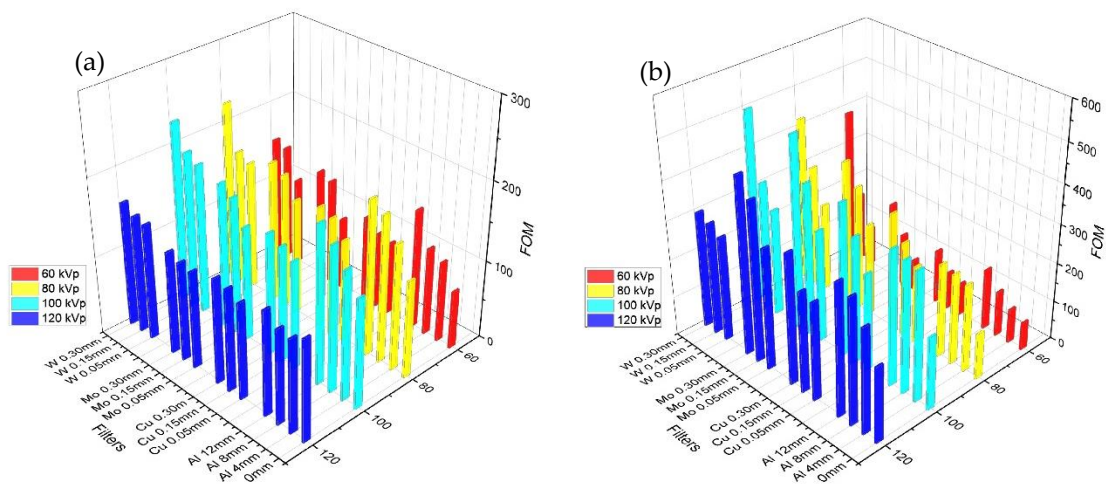 (a)
300
200
100
0
FOM
60 kVp
80 kVp
100 kVp
120 kVp
W 0.30mm
W 0.15mm
W 0.05mm
Mo 0.30mm
Mo 0.15mm
Mo 0.05mm
Cu 0.30m
Cu 0.15mm
Cu 0.05mm
Al 12mm
Al 8mm
Al 4mm
0mm
Filters
60
80
100
120
(b)
600
500
400
300
200
100
0
FOM
60 kVp
80 kVp
100 kVp
120 kVp
W 0.30mm
W 0.15mm
W 0.05mm
Mo 0.30mm
Mo 0.15mm
Mo 0.05mm
Cu 0.30m
Cu 0.15mm
Cu 0.05mm
Al 12mm
Al 8mm
Al 4mm
0mm
Filters
60
80
100
120